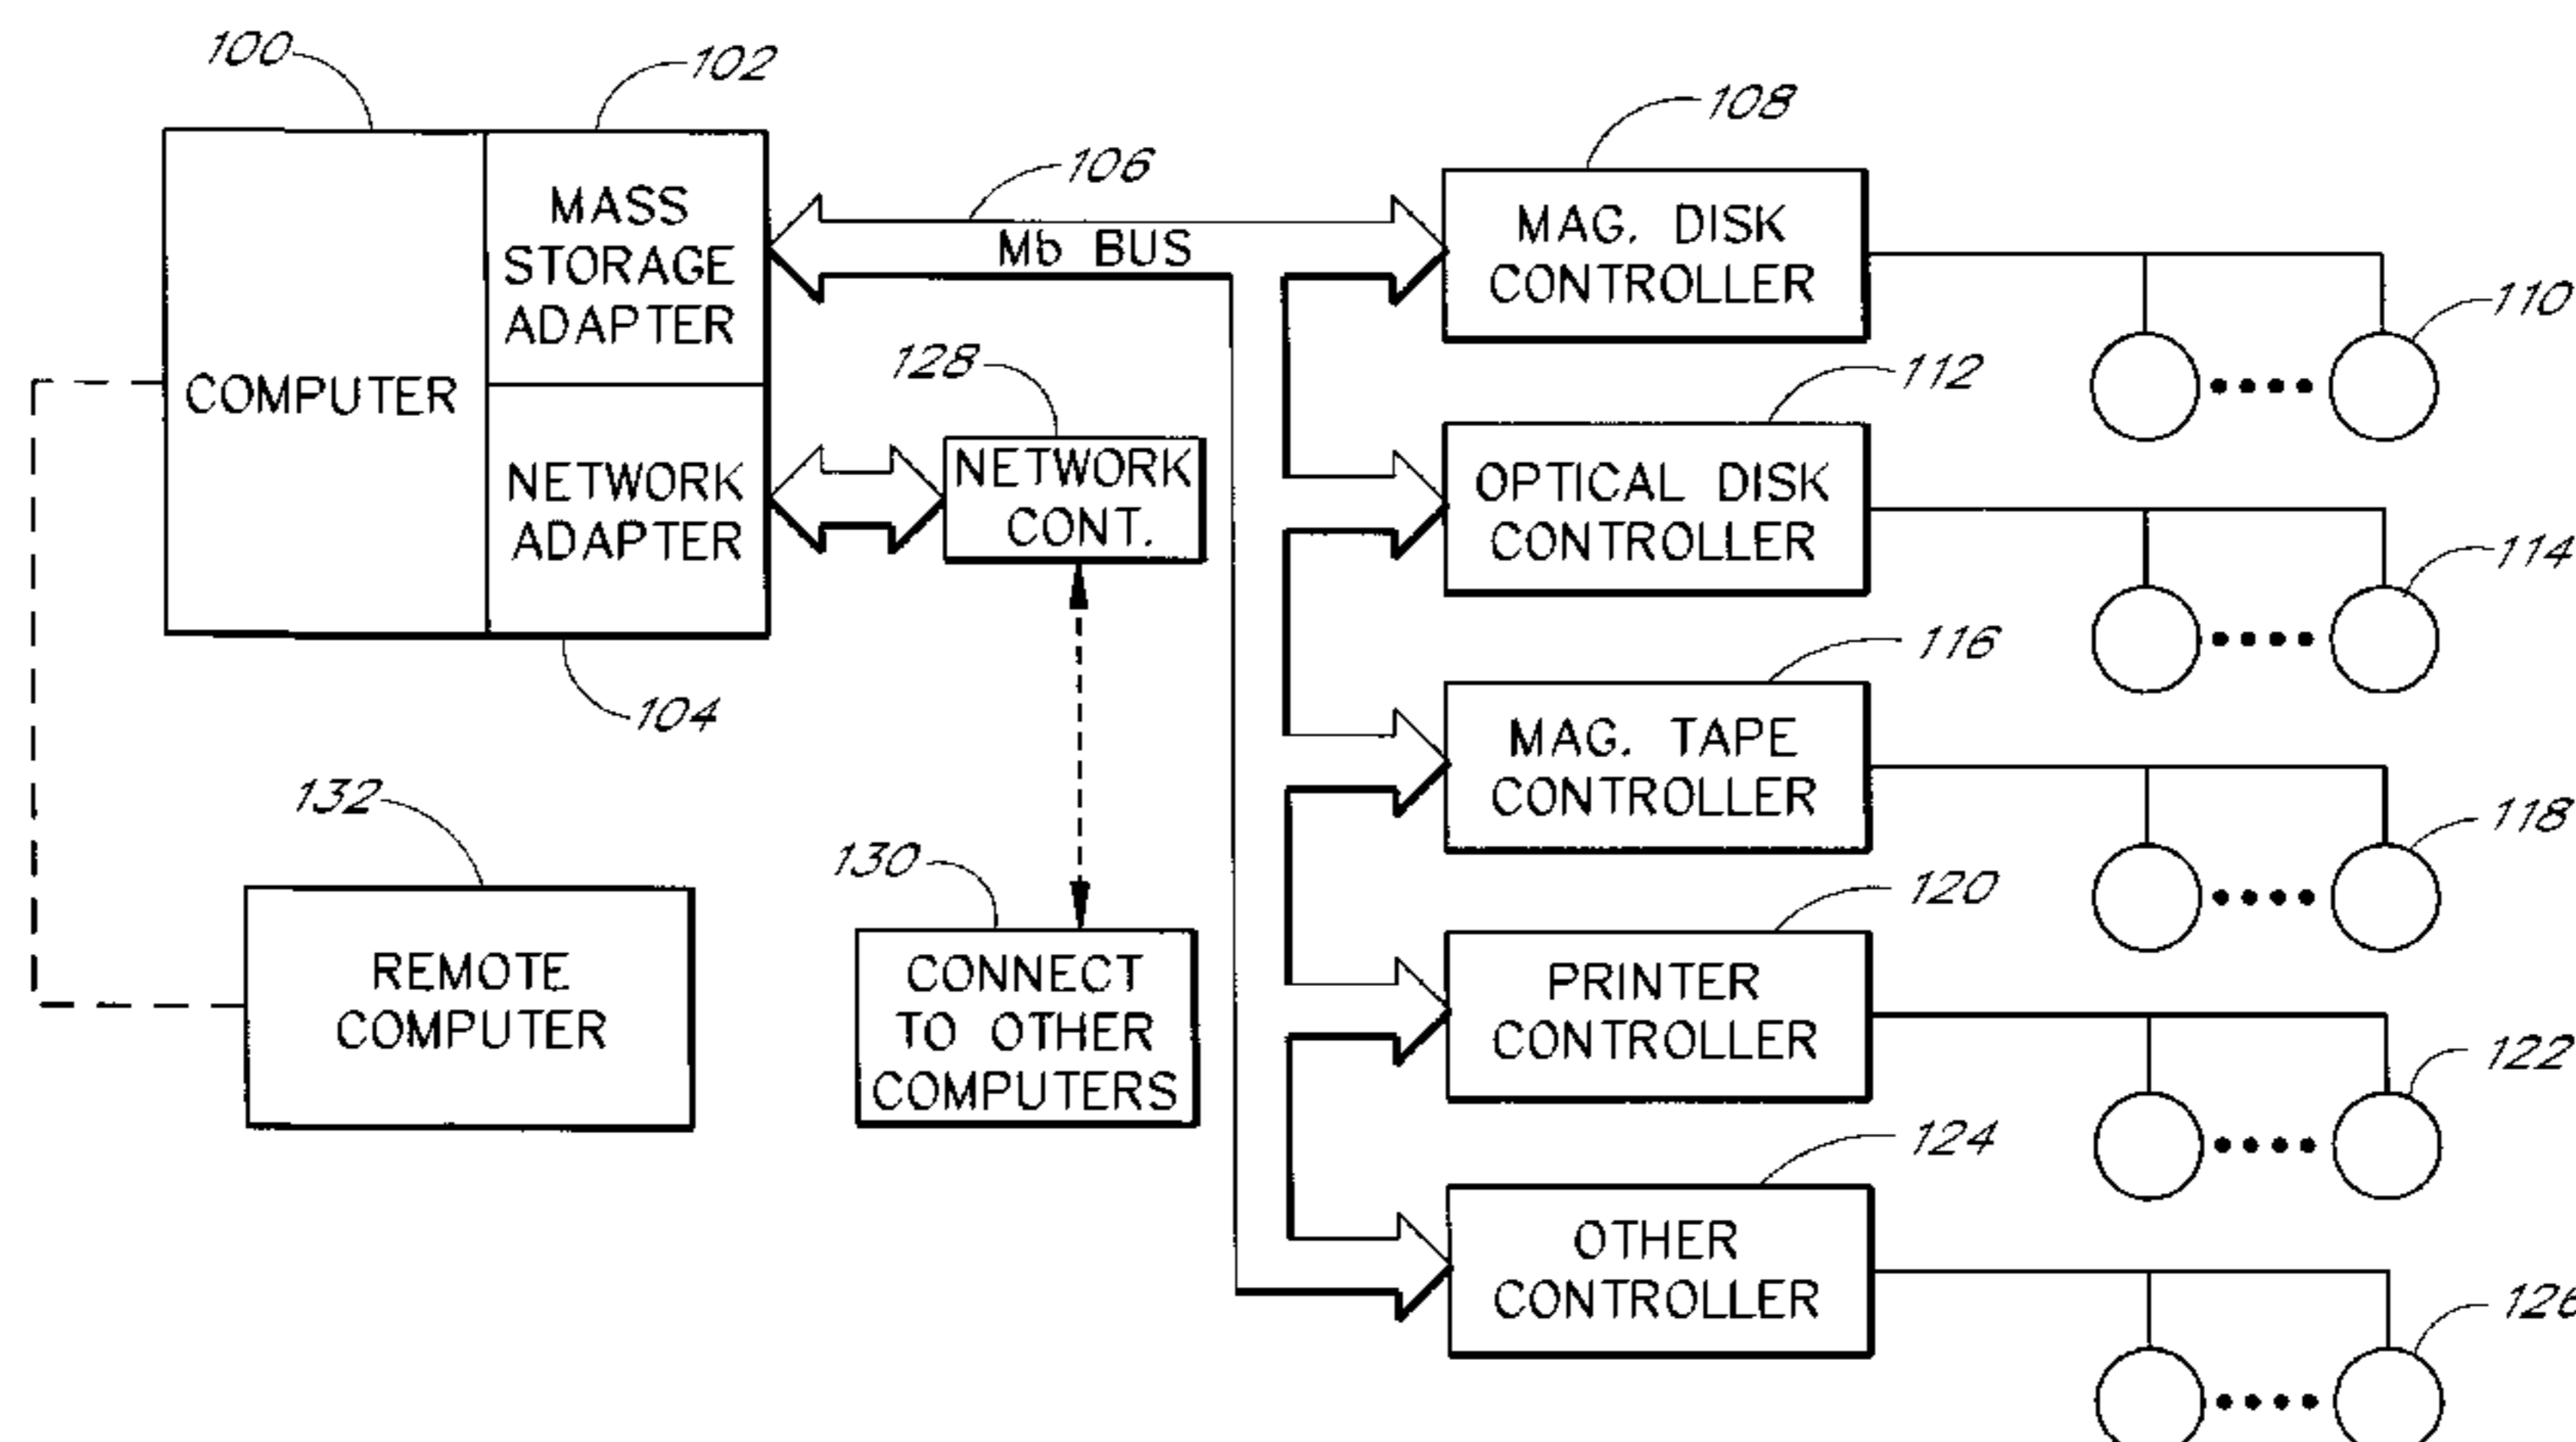 100
102
106
108
MASS
STORAGE
ADAPTER
Mb BUS
MAG. DISK
CONTROLLER
110
COMPUTER
128
112
NETWORK
ADAPTER
NETWORK
CONT.
OPTICAL DISK
CONTROLLER
114
104
116
MAG. TAPE
CONTROLLER
118
132
130
120
REMOTE
COMPUTER
CONNECT
TO OTHER
COMPUTERS
PRINTER
CONTROLLER
122
124
OTHER
CONTROLLER
126